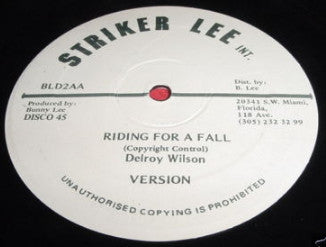 STRIKER LEE INT.
BLD2AA
Dist. by:
B. Lee
Produced by:
Bunny Lee
DISCO 45
20341 S.W. Miami,
Florida,
118 Ave.
(305) 232 32 99
RIDING FOR A FALL
(Copyright Control)
Delroy Wilson
VERSION
UNAUTHORISED COPYING IS PROHIBITED